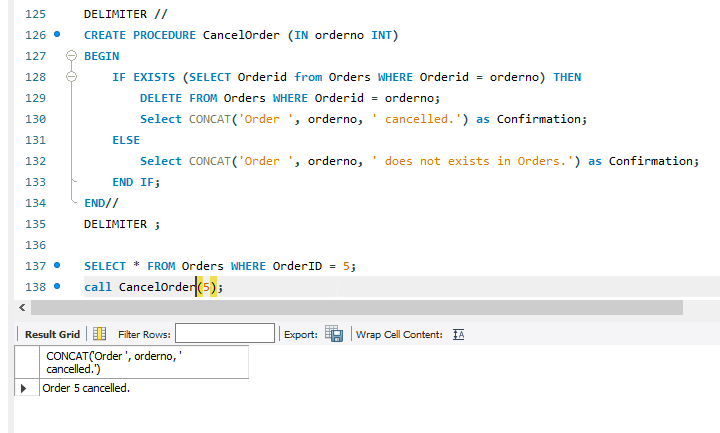 125 DELIMITER //
126 CREATE PROCEDURE CancelOrder (IN orderno INT)
127 BEGIN
128 IF EXISTS (SELECT Orderid from Orders WHERE Orderid = orderno) THEN
129 DELETE FROM Orders WHERE Orderid = orderno;
130 Select CONCAT('Order ', orderno, ' cancelled.') as Confirmation;
131 ELSE
132 Select CONCAT('Order ', orderno, ' does not exists in Orders.') as Confirmation;
133 END IF;
134 END//
135 DELIMITER ;
136
137 SELECT * FROM Orders WHERE OrderID = 5;
138 call CancelOrder(5);
Result Grid Filter Rows: Export: Wrap Cell Content: IA
CONCAT('Order ', orderno, '
cancelled.')
Order 5 cancelled.